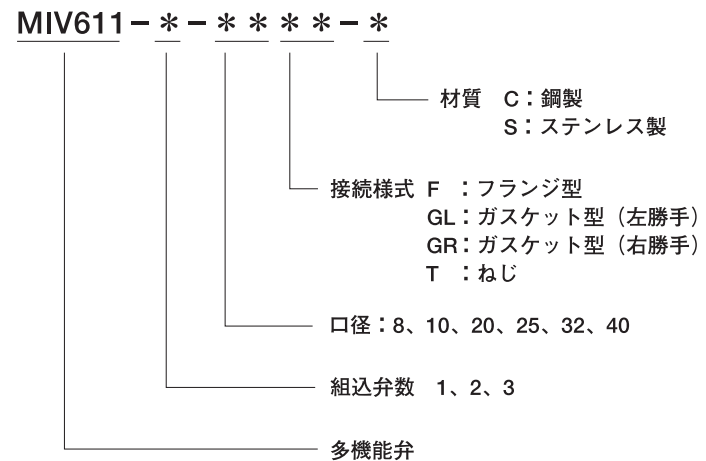 MIV611-*-****-*
材質 C:鋼製
S:ステンレス製
接続様式 F :フランジ型
GL:ガスケット型(左勝手)
GR:ガスケット型(右勝手)
T :ねじ
口径:8、10、20、25、32、40
組込弁数 1、2、3
多機能弁